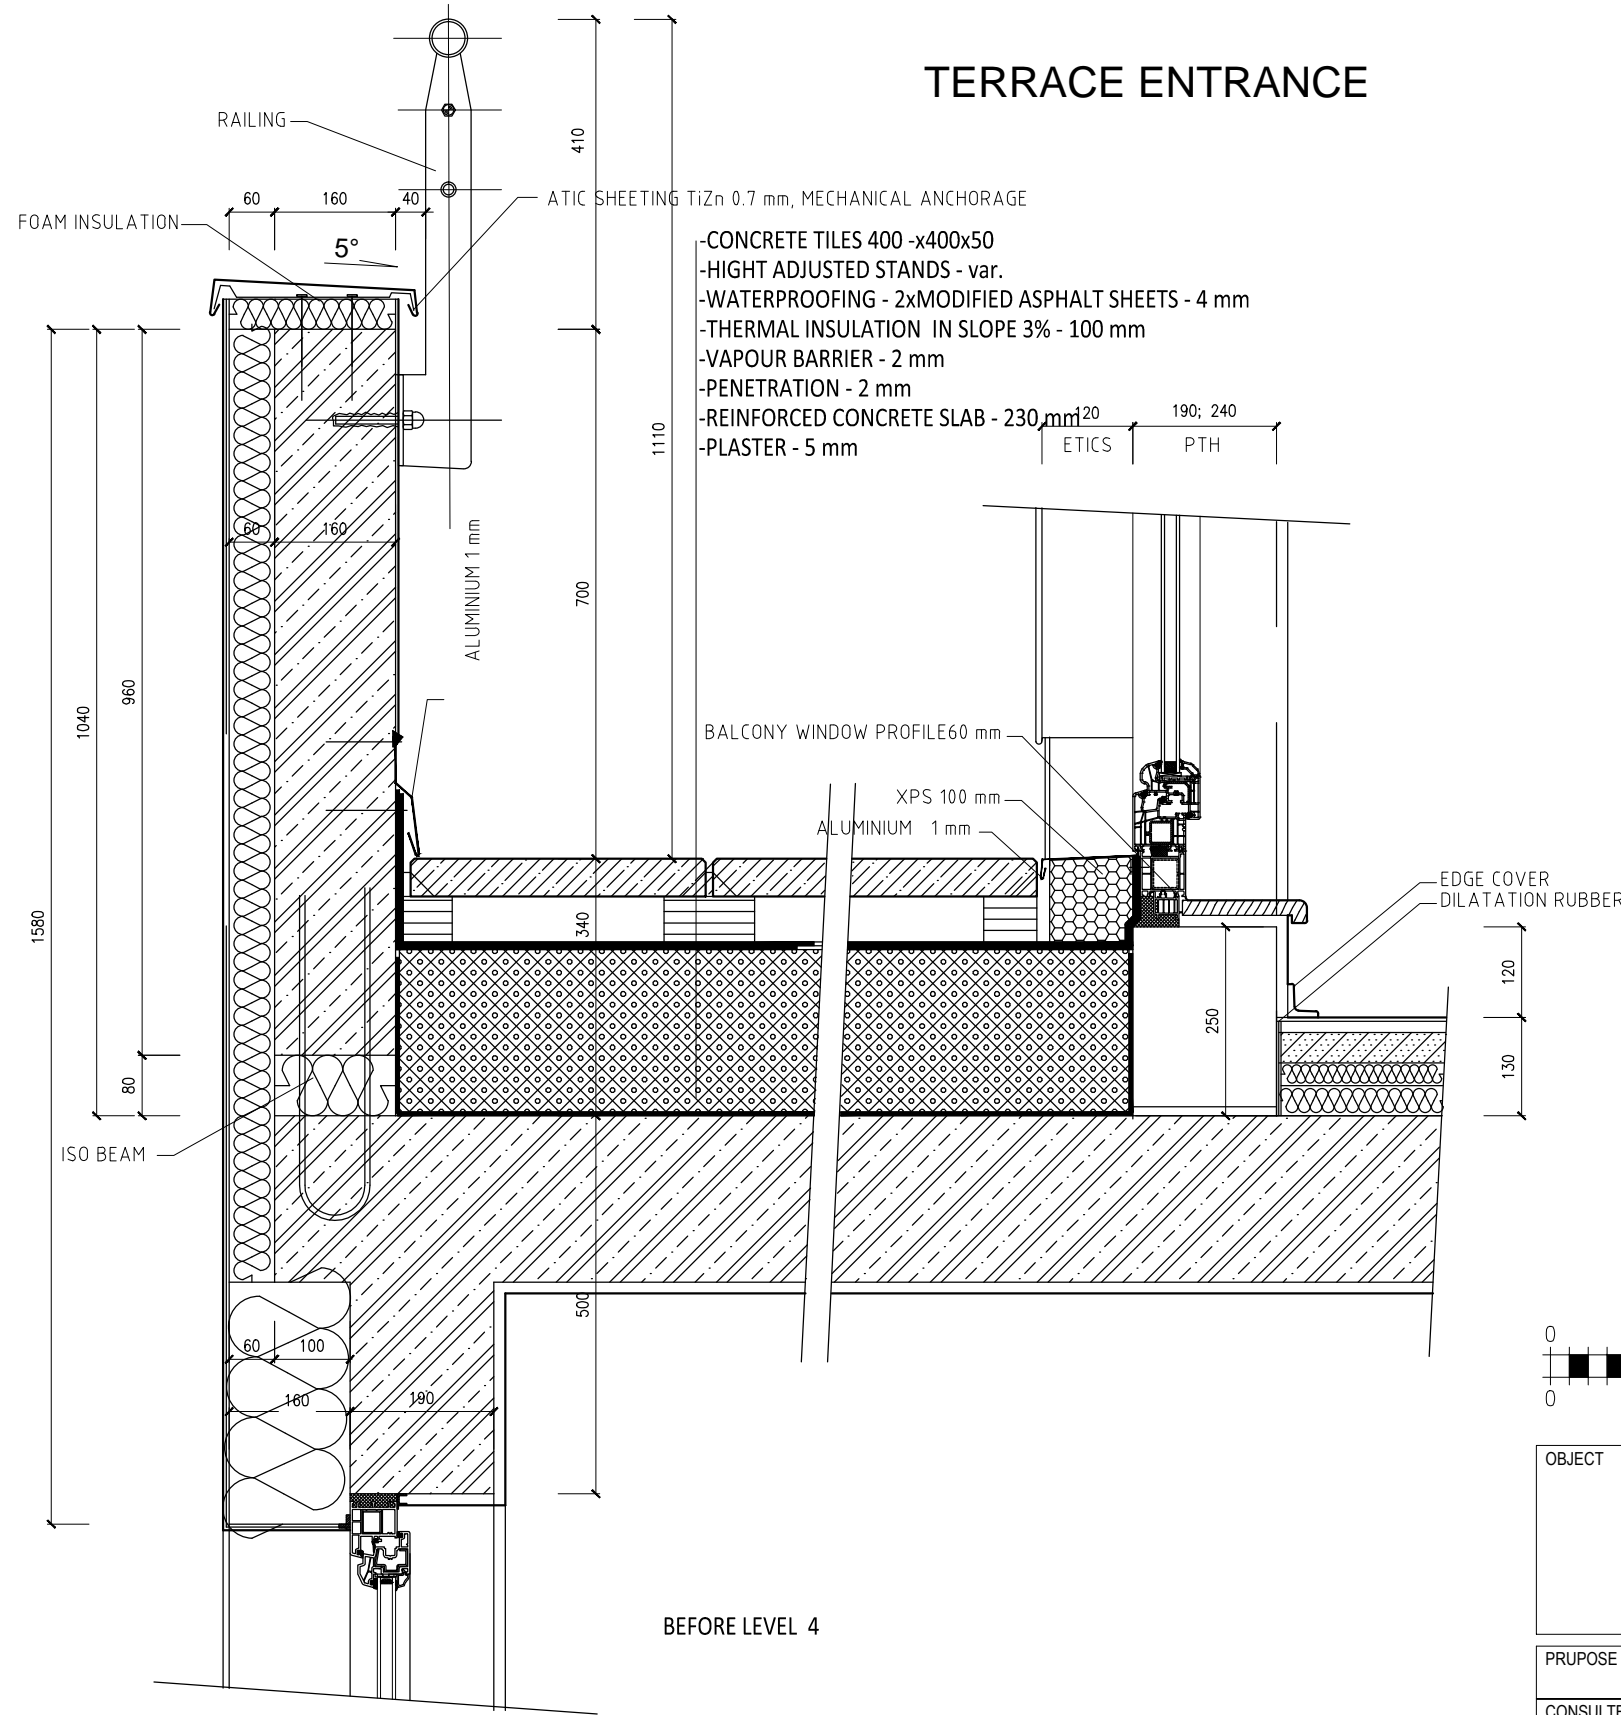 TERRACE ENTRANCE
410
RAILING
60
160
40
ATIC SHEETING TiZn 0.7 mm, MECHANICAL ANCHORAGE
FOAM INSULATION
5°
-CONCRETE TILES 400 -x400x50
-HIGHT ADJUSTED STANDS - var.
-WATERPROOFING - 2xMODIFIED ASPHALT SHEETS - 4 mm
-THERMAL INSULATION IN SLOPE 3% - 100 mm
-VAPOUR BARRIER - 2 mm
-PENETRATION - 2 mm
-REINFORCED CONCRETE SLAB - 230 mm
-PLASTER - 5 mm
120
190; 240
ETICS
PTH
1110
60
160
ALUMINIUM 1 mm
700
960
1040
1580
BALCONY WINDOW PROFILE60 mm
XPS 100 mm
ALUMINIUM 1 mm
EDGE COVER
DILATATION RUBBER
340
120
250
130
80
ISO BEAM
500
60
100
160
190
0
0
OBJECT
BEFORE LEVEL 4
PRUPOSE
CONSULTE